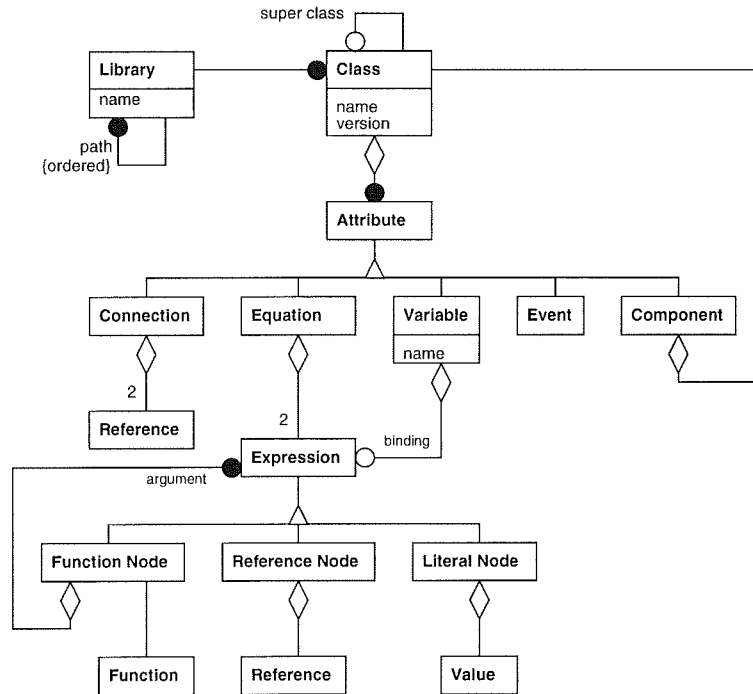 super class
Library
name
path
{ordered}
Class
name
version
Attribute
Connection
Equation
Variable
name
Event
Component
2
Reference
2
binding
Expression
argument
Function Node
Reference Node
Literal Node
Function
Reference
Value